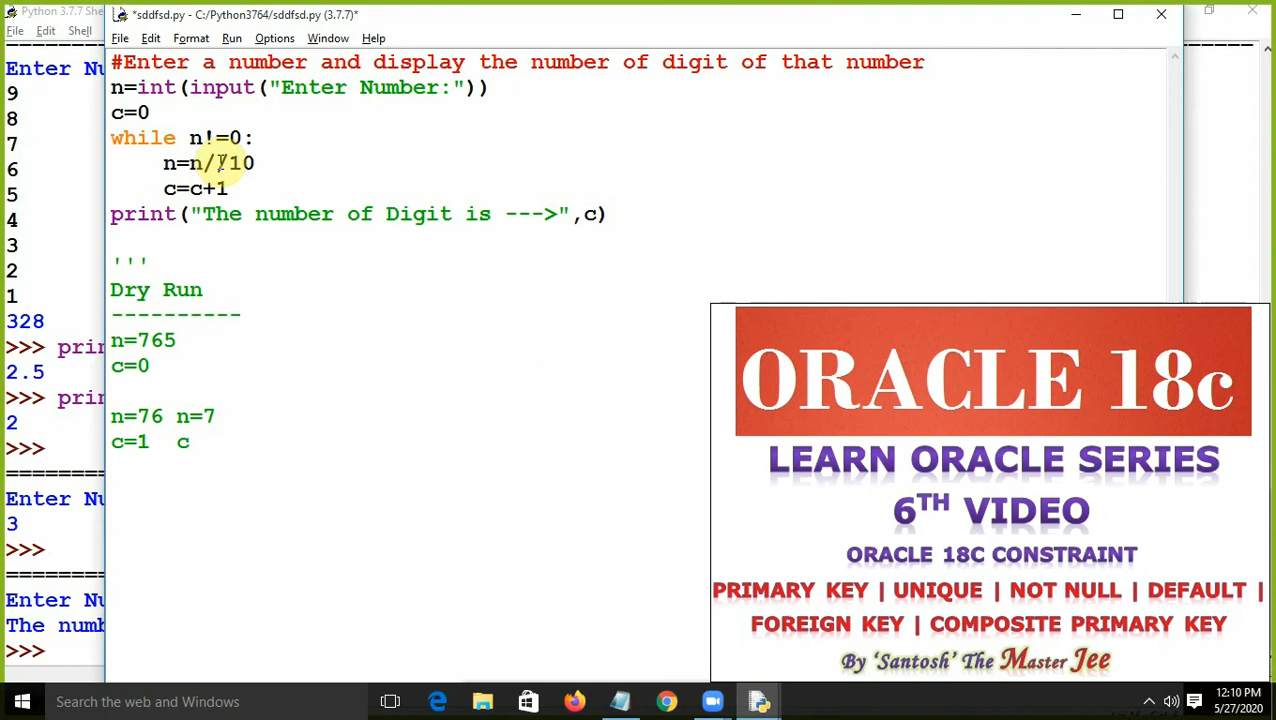 Python 3.7.7 She
File Edit Shell
Enter Nu
9
8
7
6
5
4
3
2
1
328
>>> prin
2.5
>>> prin
2
>>>
Enter Nu
3
>>>
Enter Nu
The numb
>>>
*sddfsd.py - C:/Python3764/sddfsd.py (3.7.7)*
File Edit Format Run Options Window Help
#Enter a number and display the number of digit of that number
n=int(input("Enter Number:"))
c=0
while n!=0:
    n=n//10
    c=c+1
print("The number of Digit is --->",c)
'''
Dry Run
----------
n=765
c=0
n=76 n=7
c=1 c
ORACLE 18c
LEARN ORACLE SERIES
6TH VIDEO
ORACLE 18C CONSTRAINT
PRIMARY KEY | UNIQUE | NOT NULL | DEFAULT |
FOREIGN KEY | COMPOSITE PRIMARY KEY
By 'Santosh' The Master Jee
Search the web and Windows
12:10 PM
5/27/2020